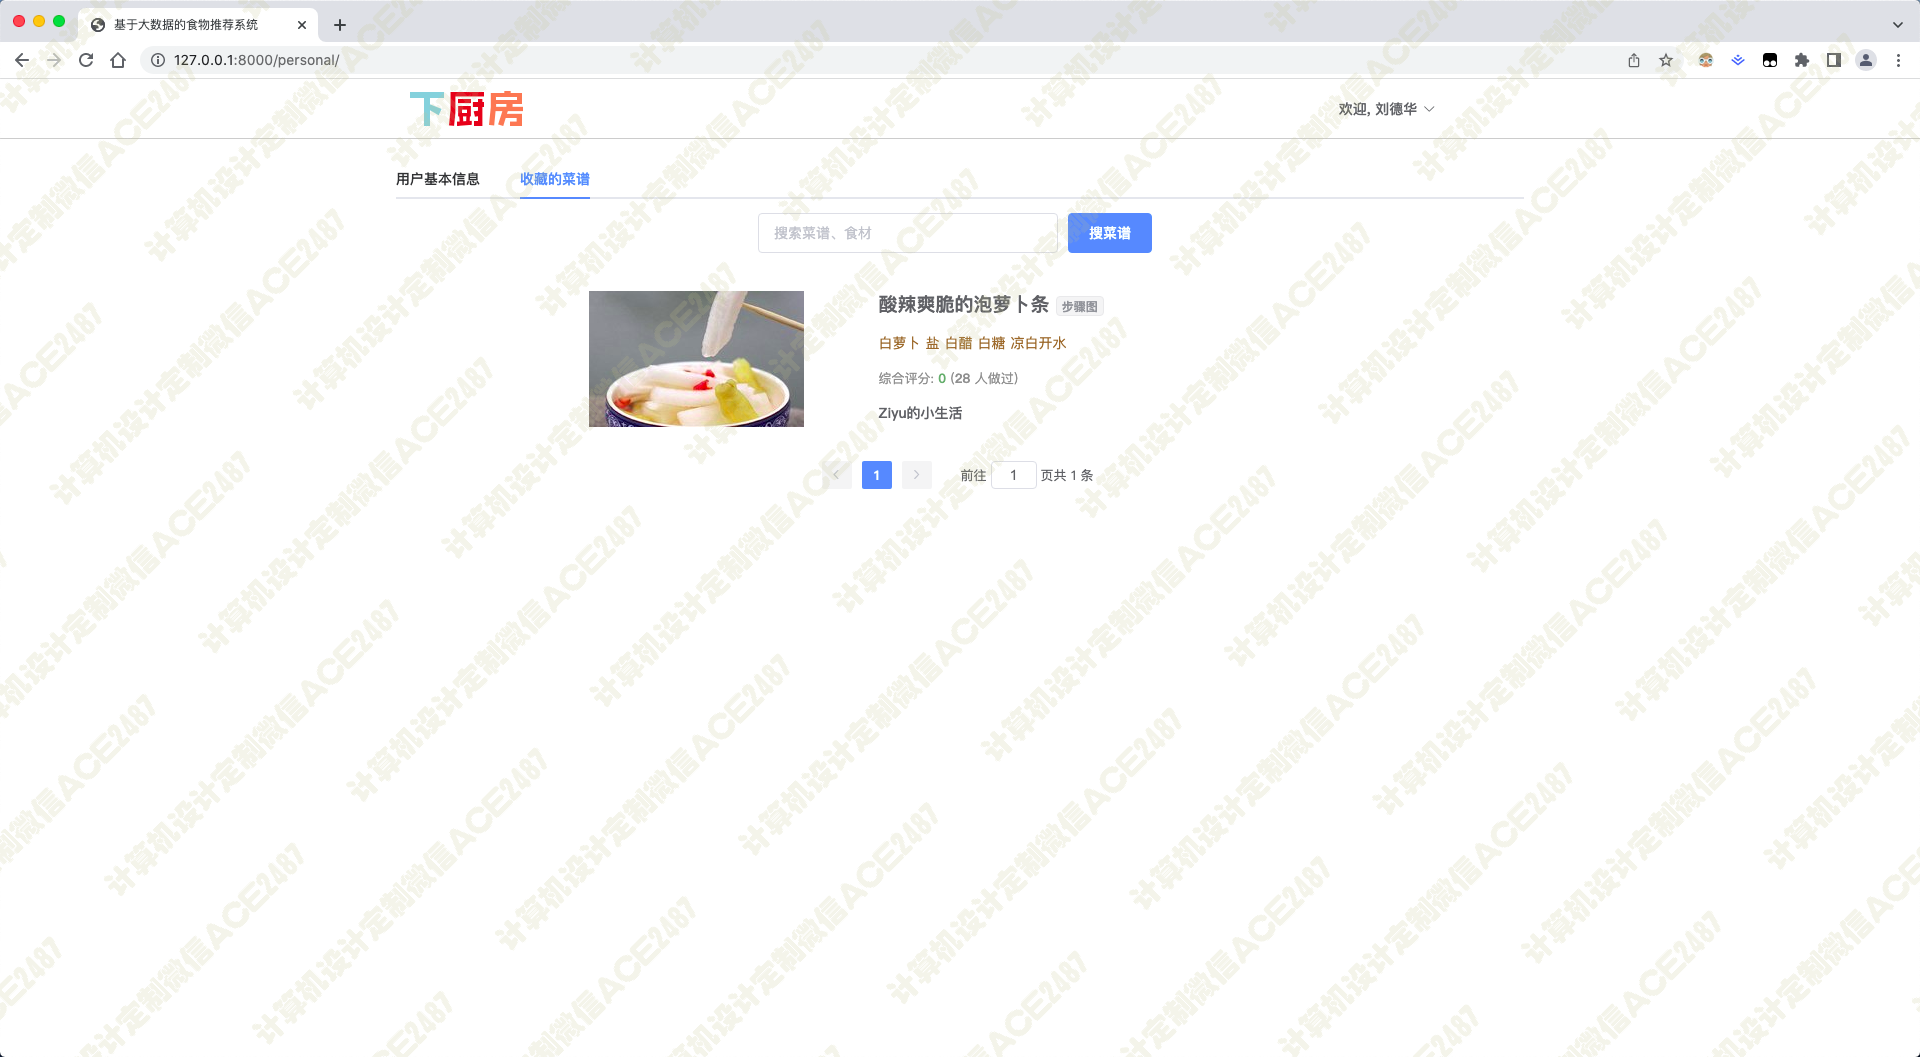 基于大数据的食物推荐系统
127.0.0.1:8000/personal/
下厨房
欢迎, 刘德华
用户基本信息 收藏的菜谱
搜索菜谱、食材 搜菜谱
酸辣爽脆的泡萝卜条 步骤图
白萝卜 盐 白醋 白糖 凉白开水
综合评分: 0 (28 人做过)
Ziyu的小生活
1 前往 1 页共 1 条
计算机设计定制微信ACE2487